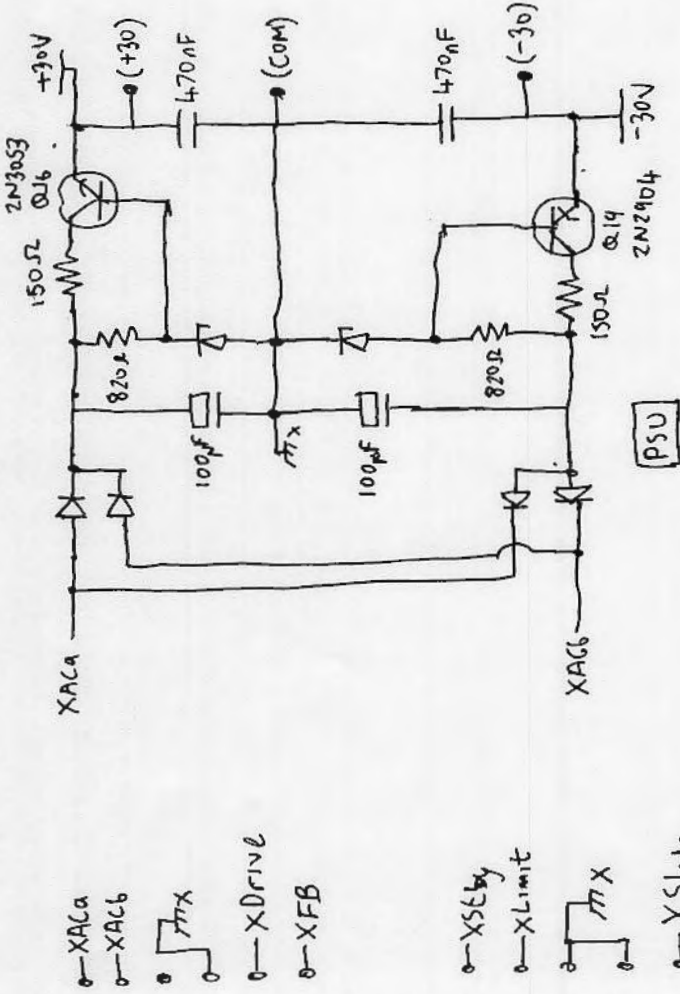 +30V
(+30)
2N3053
Q16
150Ω
470nF
820Ω
(COM)
100µF
x
XACa
100µF
820Ω
470nF
(-30)
-30V
Q19
2N2904
150Ω
XACb
PSU
XACa
XACb
x
XDrive
XFB
XStby
XLimit
x